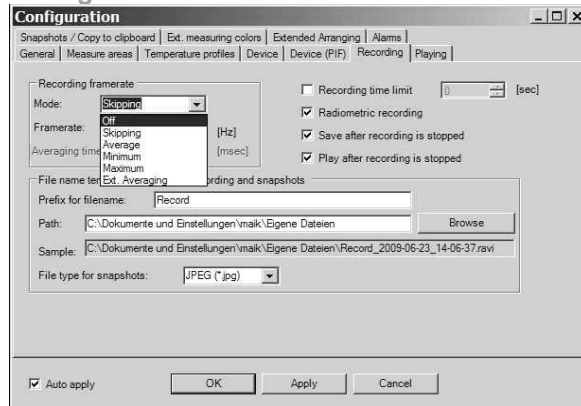 Configuration
Snapshots / Copy to clipboard Ext. measuring colors Extended Arranging Alarms
General Measure areas Temperature profiles Device Device (PIF) Recording Playing
Recording framerate
Mode: Skipping
Off
Skipping
Average
Minimum
Maximum
Ext. Averaging
Framerate: [Hz]
Averaging time [msec]
Recording time limit 0 [sec]
Radiometric recording
Save after recording is stopped
Play after recording is stopped
File name ording and snapshots
Prefix for filename: Record
Path: C:\Dokumente und Einstellungen\maik\Eigene Dateien Browse
Sample: C:\Dokumente und Einstellungen\maik\Eigene Dateien\Record_2009-06-23_14-06-37.ravi
File type for snapshots: JPEG (*.jpg)
Auto apply OK Apply Cancel